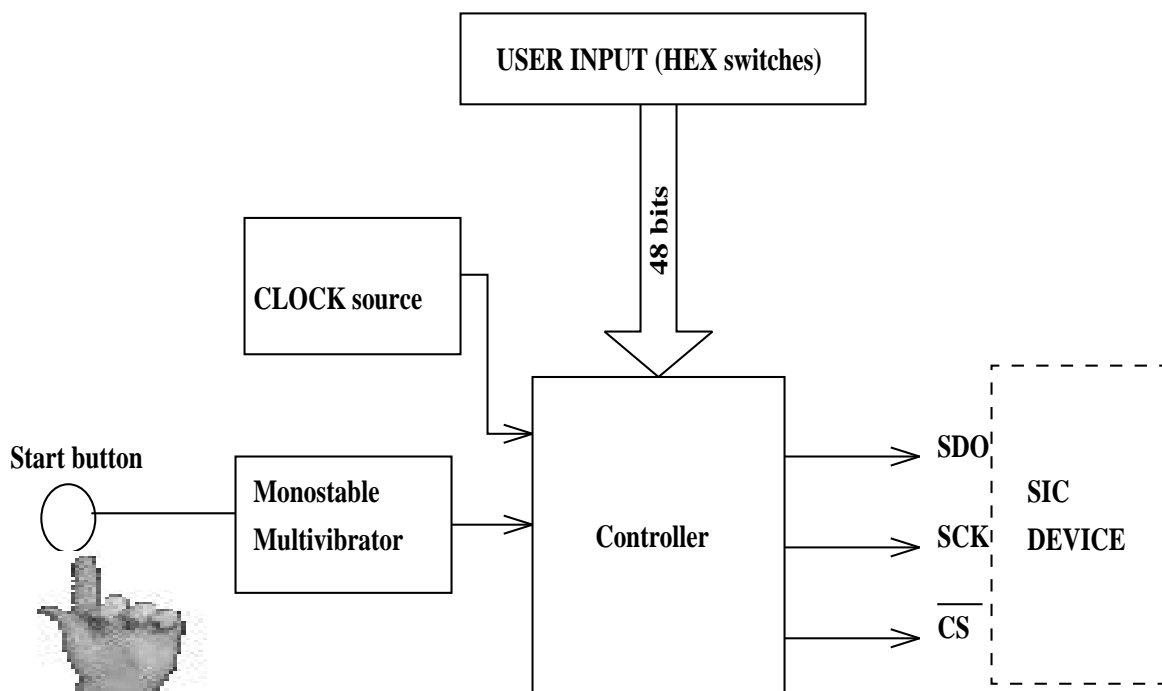 USER INPUT (HEX switches)
48 bits
CLOCK source
Start button
Monostable
Multivibrator
Controller
SDO
SCK
CS
SIC
DEVICE